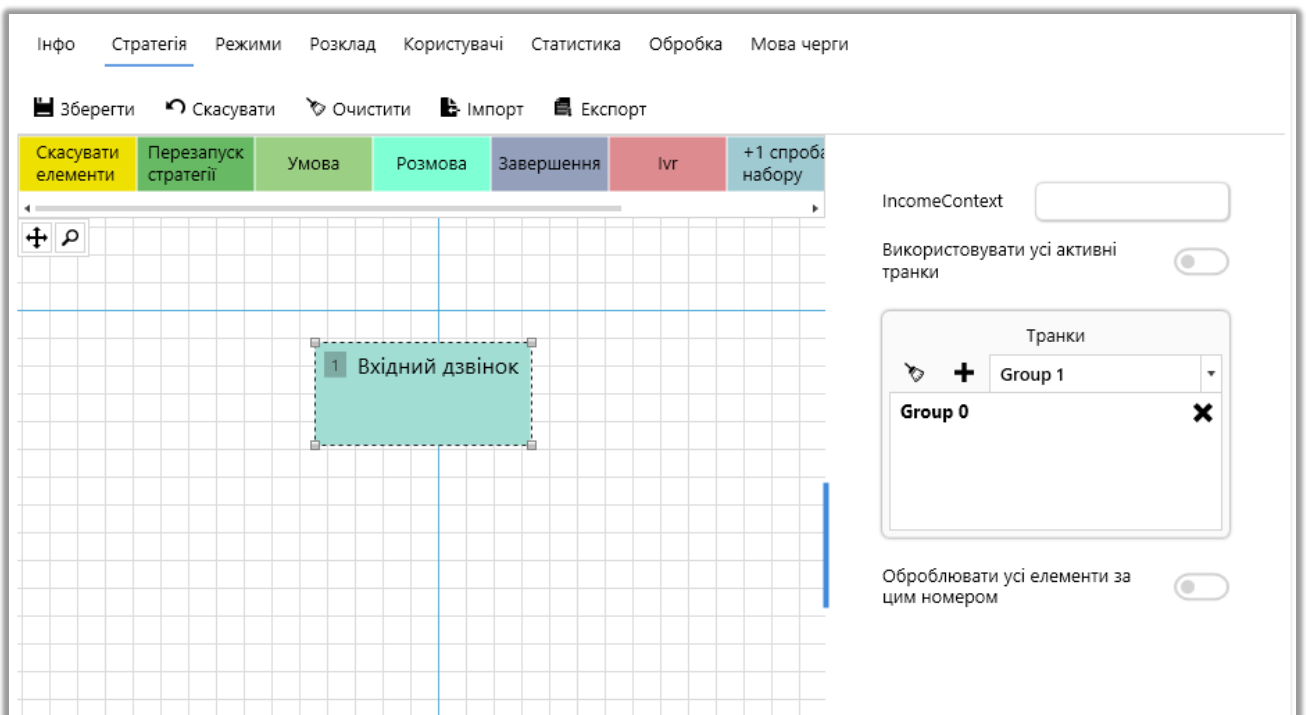 Інфо Стратегія Режими Розклад Користувачі Статистика Обробка Мова черги
Зберегти Скасувати Очистити Імпорт Експорт
Скасувати елементи Перезапуск стратегії Умова Розмова Завершення Ivr +1 спроба набору
IncomeContext
Використовувати усі активні
транки
Транки
Group 1
Group 0
1 Вхідний дзвінок
Оброблювати усі елементи за
цим номером